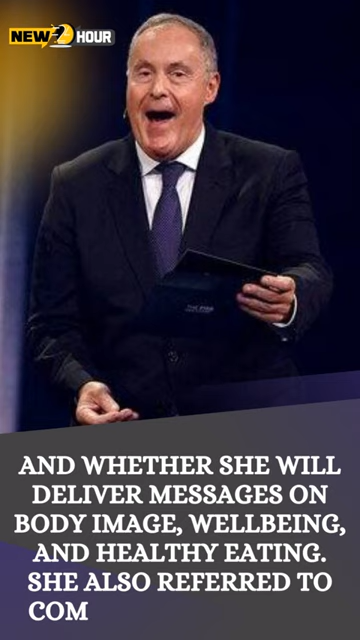 NEW HOUR
AND WHETHER SHE WILL
DELIVER MESSAGES ON
BODY IMAGE, WELLBEING,
AND HEALTHY EATING.
SHE ALSO REFERRED TO
COM